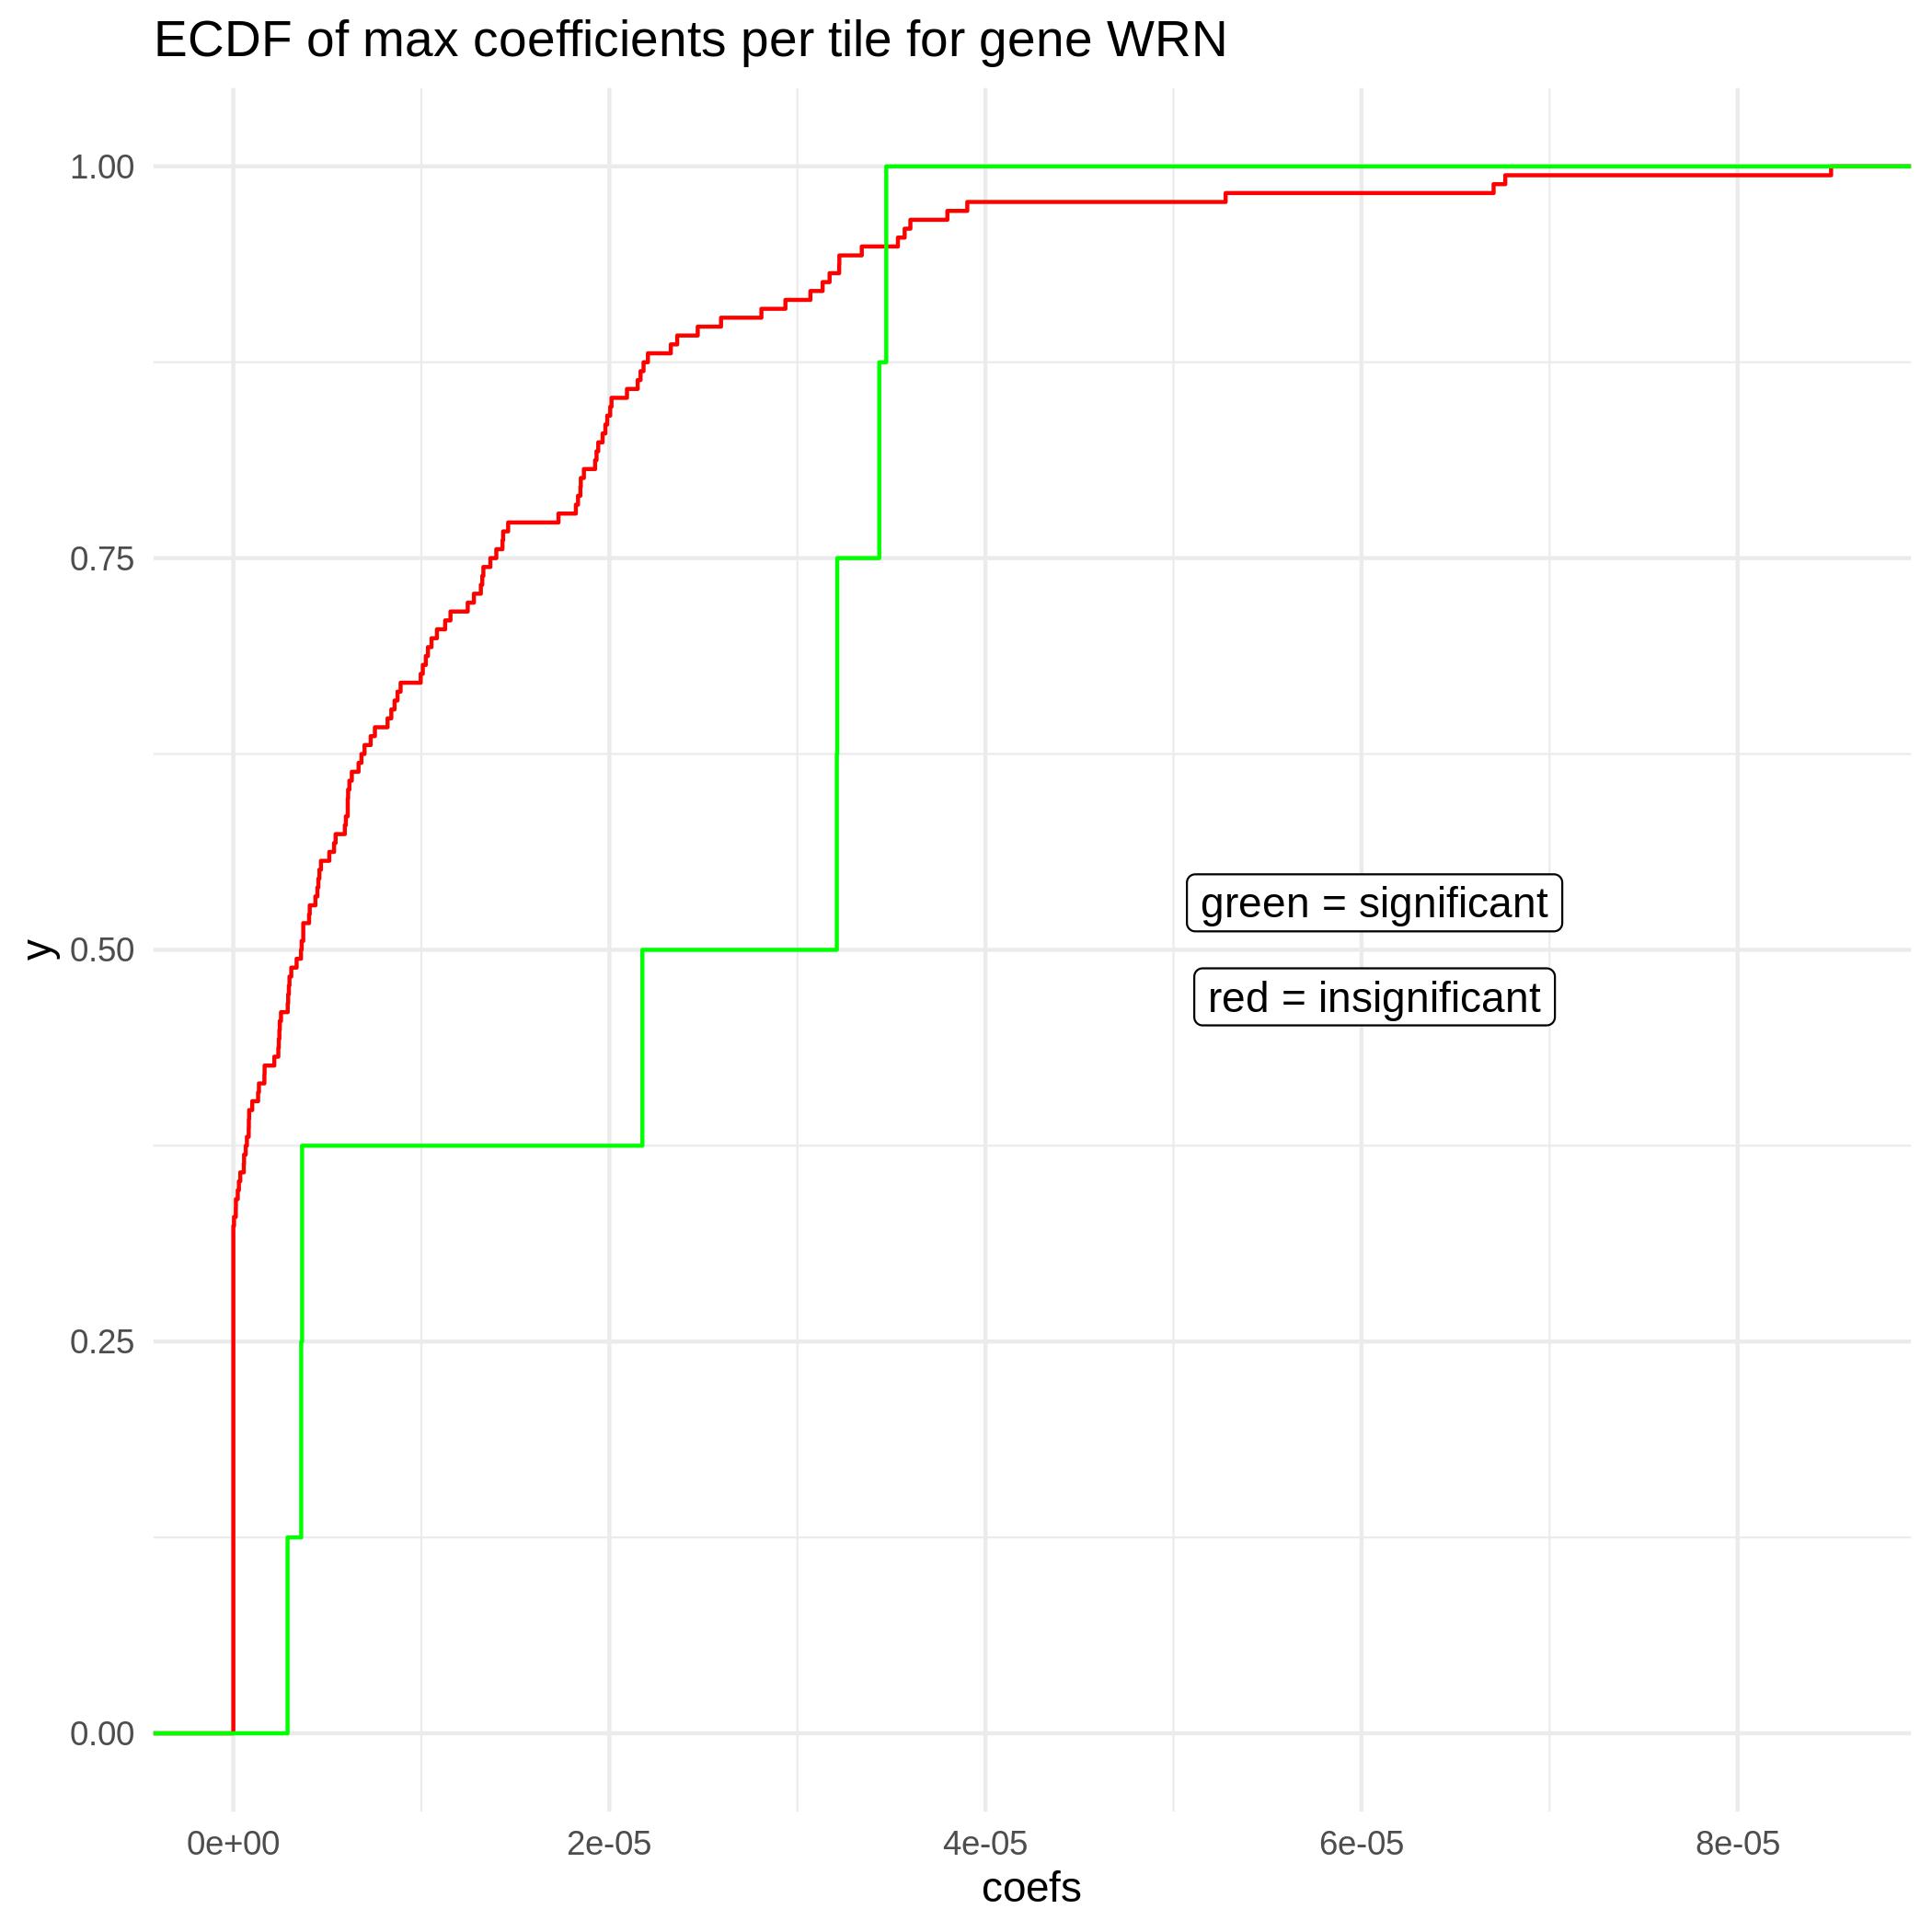 ECDF of max coefficients per tile for gene WRN
1.00
0.75
0.50
0.25
0.00
y
green = significant
red = insignificant
0e+00 2e-05 4e-05 6e-05 8e-05
coefs